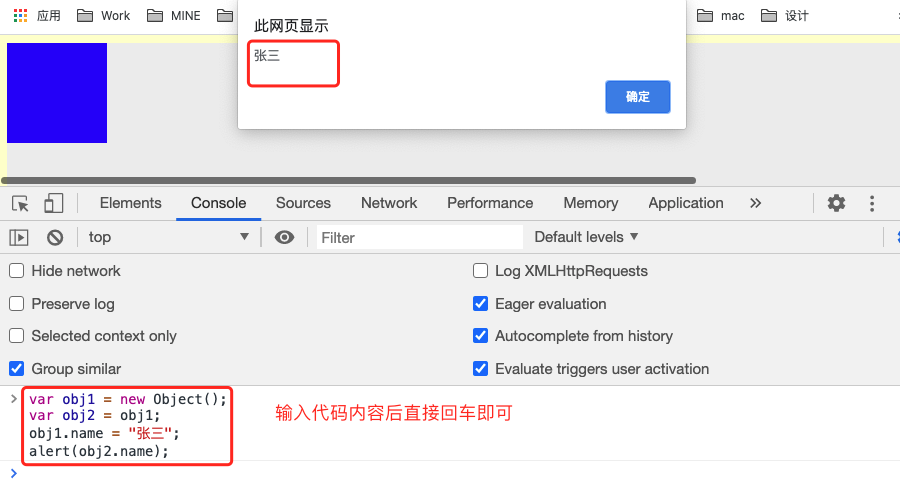 应用 Work MINE mac 设计
此网页显示
张三
确定
Elements Console Sources Network Performance Memory Application »
top Filter Default levels
Hide network Log XMLHttpRequests
Preserve log Eager evaluation
Selected context only Autocomplete from history
Group similar Evaluate triggers user activation
var obj1 = new Object();
var obj2 = obj1;
obj1.name = "张三";
alert(obj2.name);
输入代码内容后直接回车即可